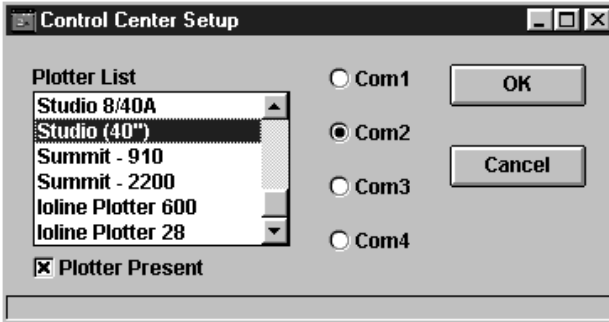 Control Center Setup
Plotter List
Studio 8/40A
Studio (40")
Summit - 910
Summit - 2200
Ioline Plotter 600
Ioline Plotter 28
Plotter Present
Com1
Com2
Com3
Com4
OK
Cancel